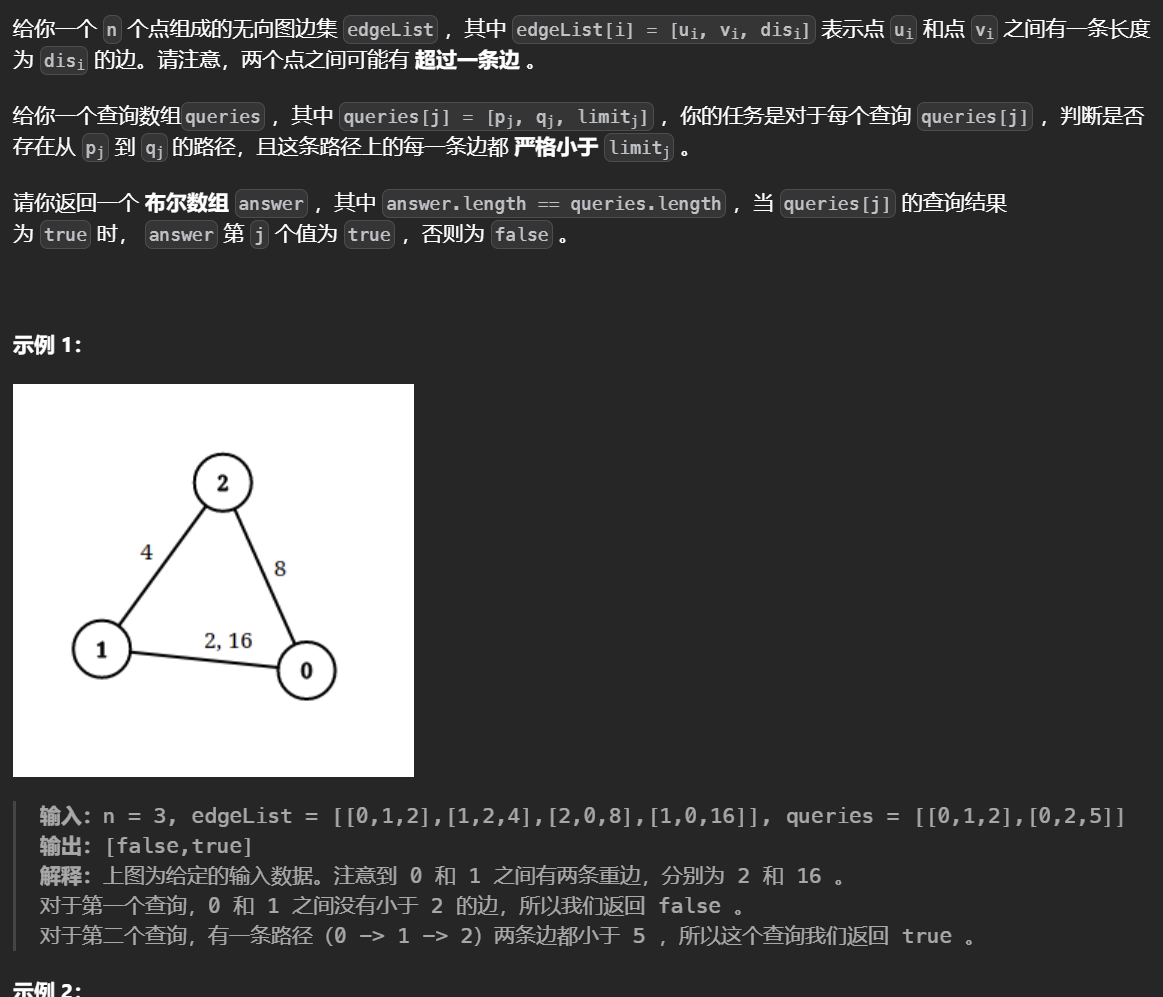 给你一个 n 个点组成的无向图边集 edgeList ，其中 edgeList[i] = [uᵢ, vᵢ, disᵢ] 表示点 uᵢ 和点 vᵢ 之间有一条长度
为 disᵢ 的边。请注意，两个点之间可能有 超过一条边 。
给你一个查询数组queries ，其中 queries[j] = [pⱼ, qⱼ, limitⱼ] ，你的任务是对于每个查询 queries[j] ，判断是否
存在从 pⱼ 到 qⱼ 的路径，且这条路径上的每一条边都 严格小于 limitⱼ 。
请你返回一个 布尔数组 answer ，其中 answer.length == queries.length ，当 queries[j] 的查询结果
为 true 时， answer 第 j 个值为 true ，否则为 false 。
示例 1：
2
4
8
2, 16
1
0
输入：n = 3, edgeList = [[0,1,2],[1,2,4],[2,0,8],[1,0,16]], queries = [[0,1,2],[0,2,5]]
输出：[false,true]
解释：上图为给定的输入数据。注意到 0 和 1 之间有两条重边，分别为 2 和 16 。
对于第一个查询，0 和 1 之间没有小于 2 的边，所以我们返回 false 。
对于第二个查询，有一条路径（0 -> 1 -> 2）两条边都小于 5 ，所以这个查询我们返回 true 。
示例 2：